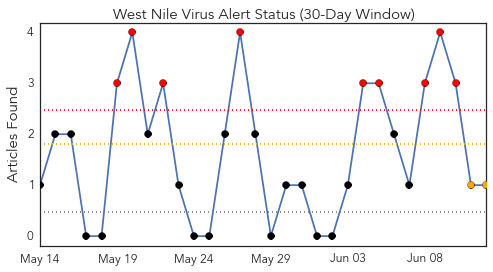 West Nile Virus Alert Status (30-Day Window)
Articles Found
4
3
2
1
0
May 14 May 19 May 24 May 29 Jun 03 Jun 08